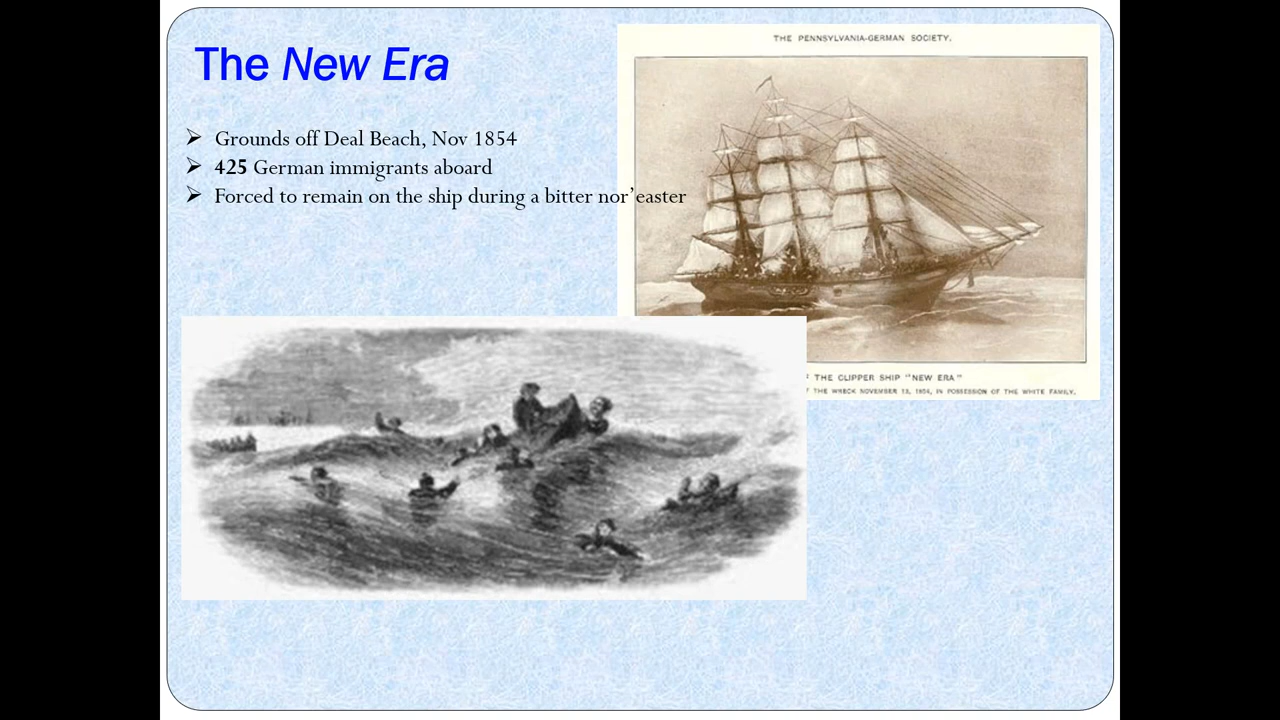 The New Era
THE PENNSYLVANIA-GERMAN SOCIETY.
➢ Grounds off Deal Beach, Nov 1854
➢ 425 German immigrants aboard
➢ Forced to remain on the ship during a bitter nor’easter
THE CLIPPER SHIP "NEW ERA"
THE WRECK NOVEMBER 13, 1854, IN POSSESSION OF THE WHITE FAMILY.